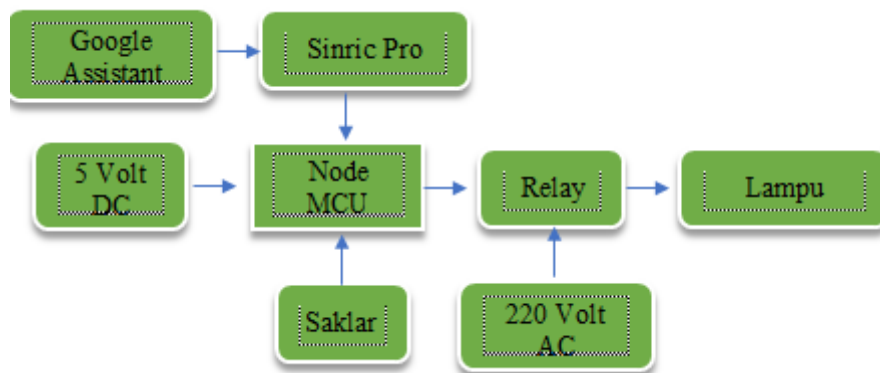 Google
Assistant
Sinric Pro
5 Volt
DC
Node
MCU
Relay
Lampu
Saklar
220 Volt
AC